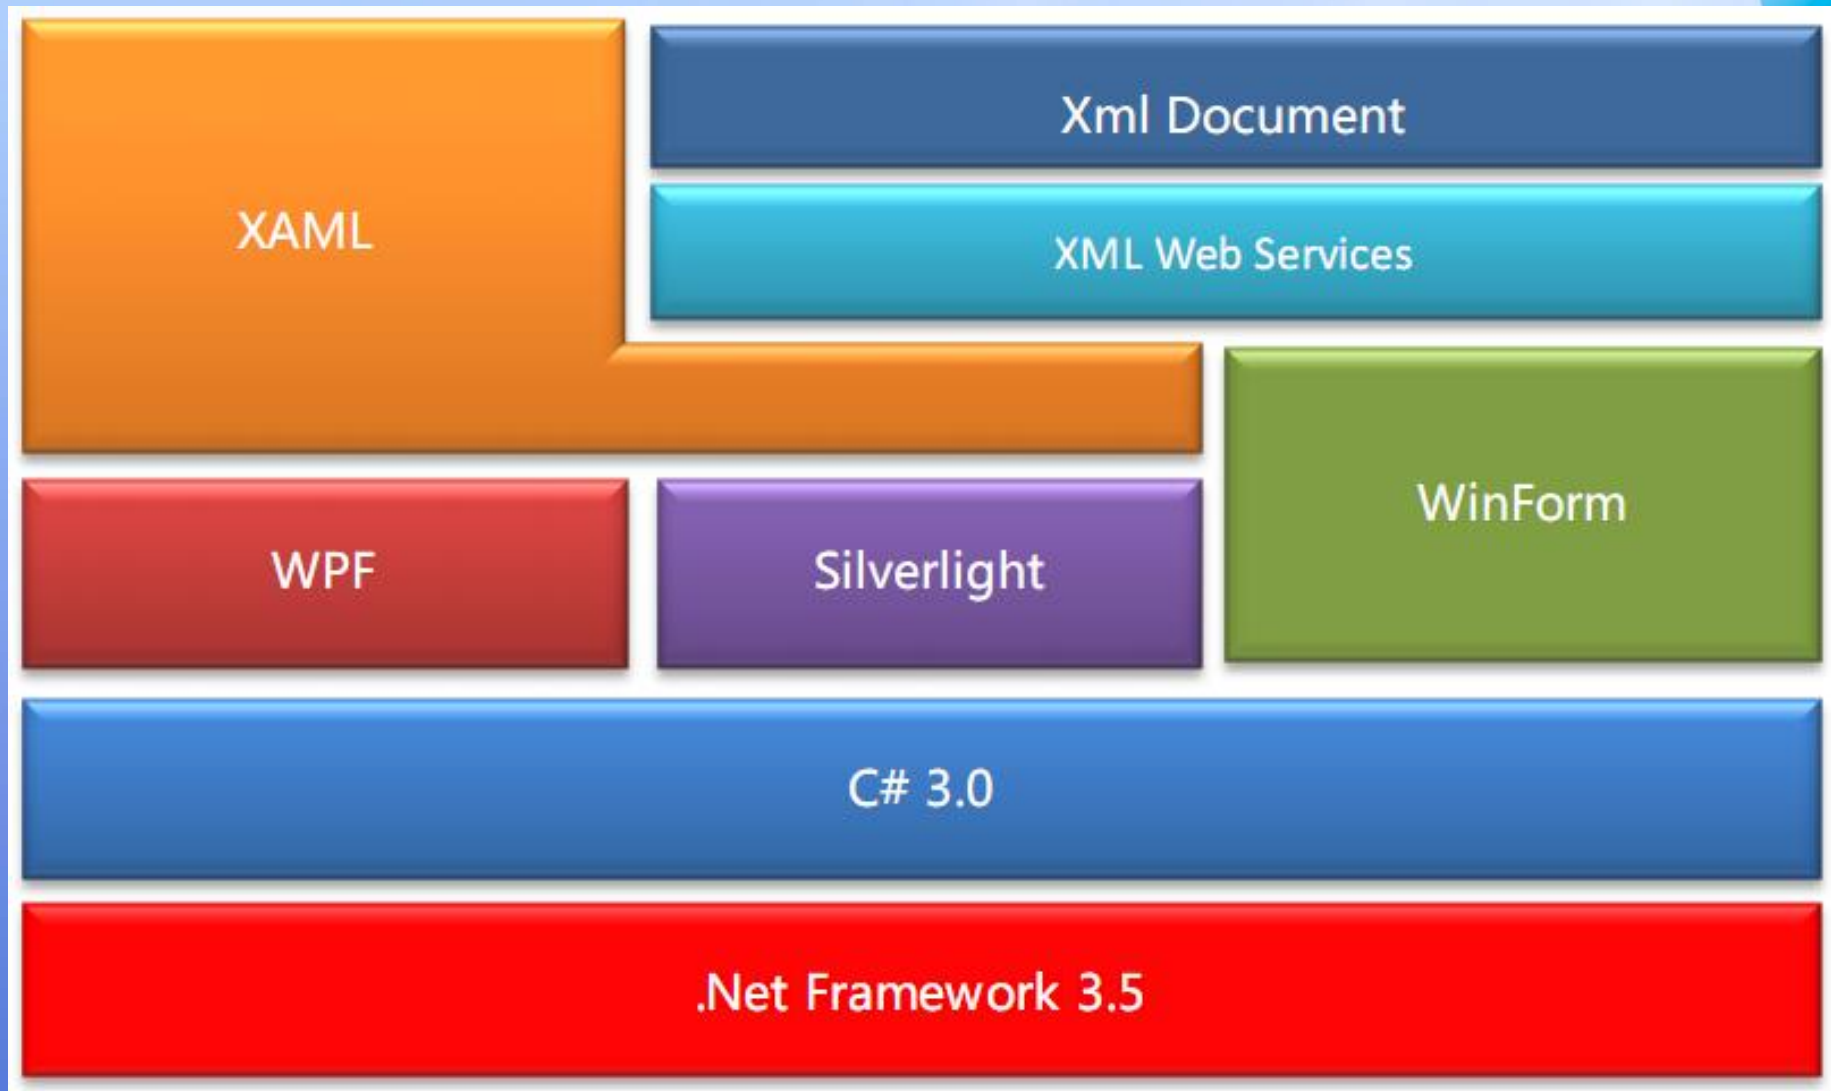 Xml Document
XAML
XML Web Services
WinForm
WPF
Silverlight
C# 3.0
.Net Framework 3.5